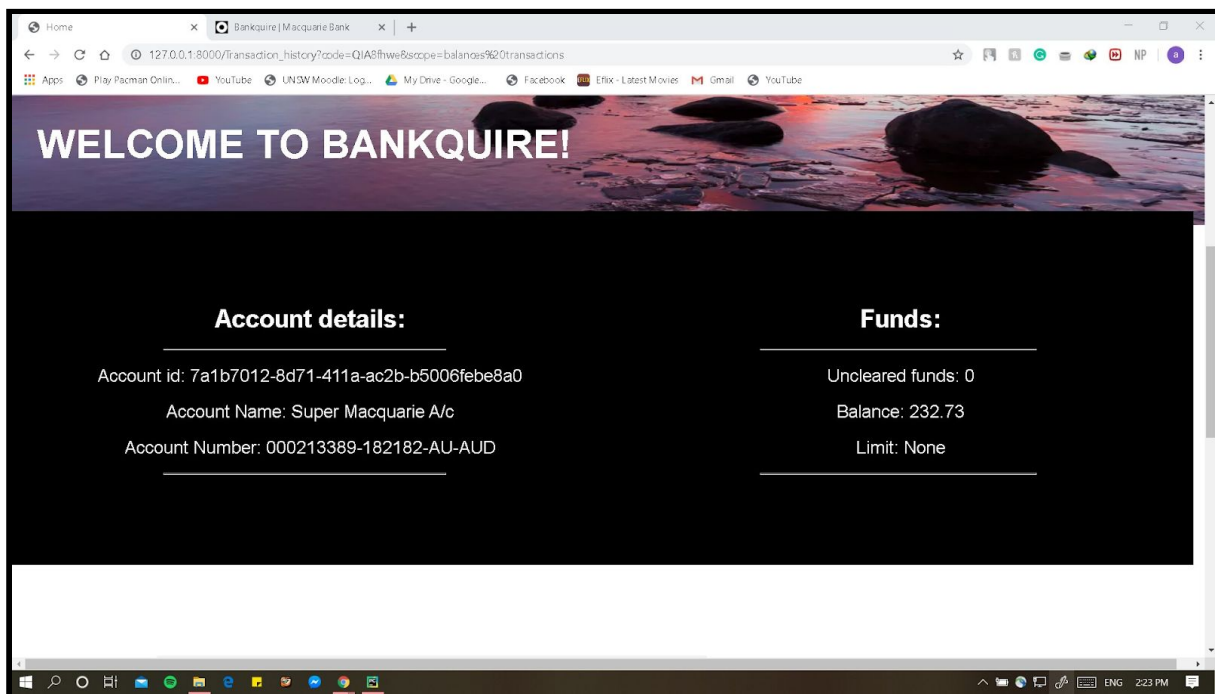 Home
Bankquire | Macquarie Bank
127.0.0.1:8000/Transaction_history?code=QIA8fhwe&scope=balances%20transactions
NP
a
Apps
Play Pacman Onlin...
YouTube
UNSW Moodle: Log...
My Drive - Google...
Facebook
Eflix - Latest Movies
Gmail
YouTube
WELCOME TO BANKQUIRE!
Account details:
Account id: 7a1b7012-8d71-411a-ac2b-b5006febe8a0
Account Name: Super Macquarie A/c
Account Number: 000213389-182182-AU-AUD
Funds:
Uncleared funds: 0
Balance: 232.73
Limit: None
ENG
2:23 PM